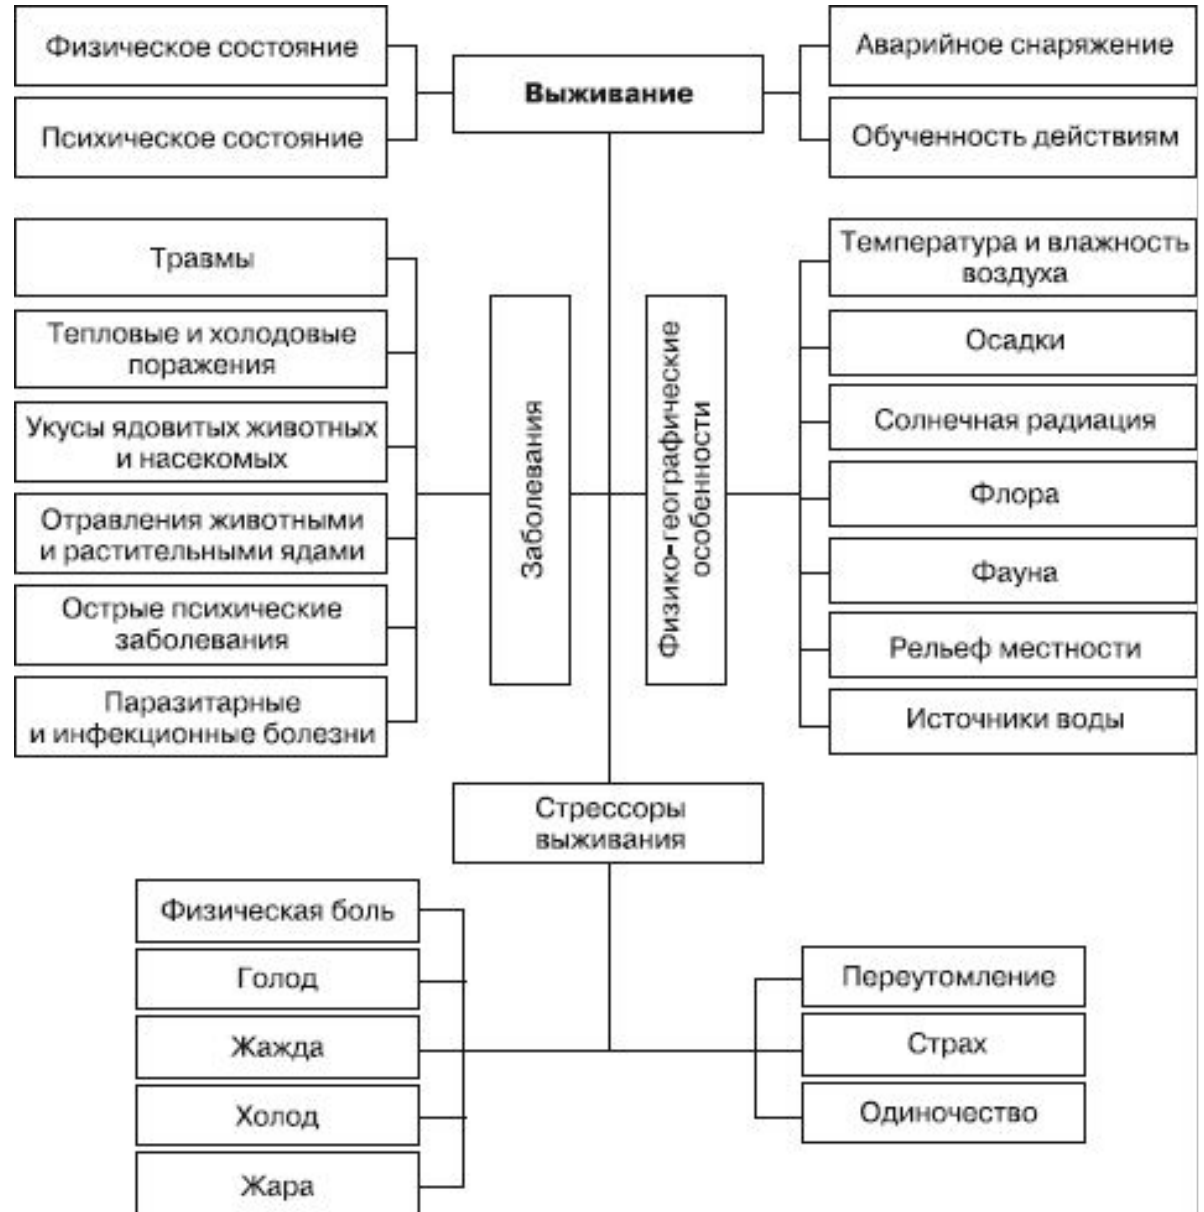 Физическое состояние
Психическое состояние
Выживание
Аварийное снаряжение
Обученность действиям
Травмы
Тепловые и холодовые
поражения
Укусы ядовитых животных
и насекомых
Отравления животными
и растительными ядами
Острые психические
заболевания
Паразитарные
и инфекционные болезни
Заболевания
Физико-географические
особенности
Температура и влажность
воздуха
Осадки
Солнечная радиация
Флора
Фауна
Рельеф местности
Источники воды
Стрессоры
выживания
Физическая боль
Голод
Жажда
Холод
Жара
Переутомление
Страх
Одиночество